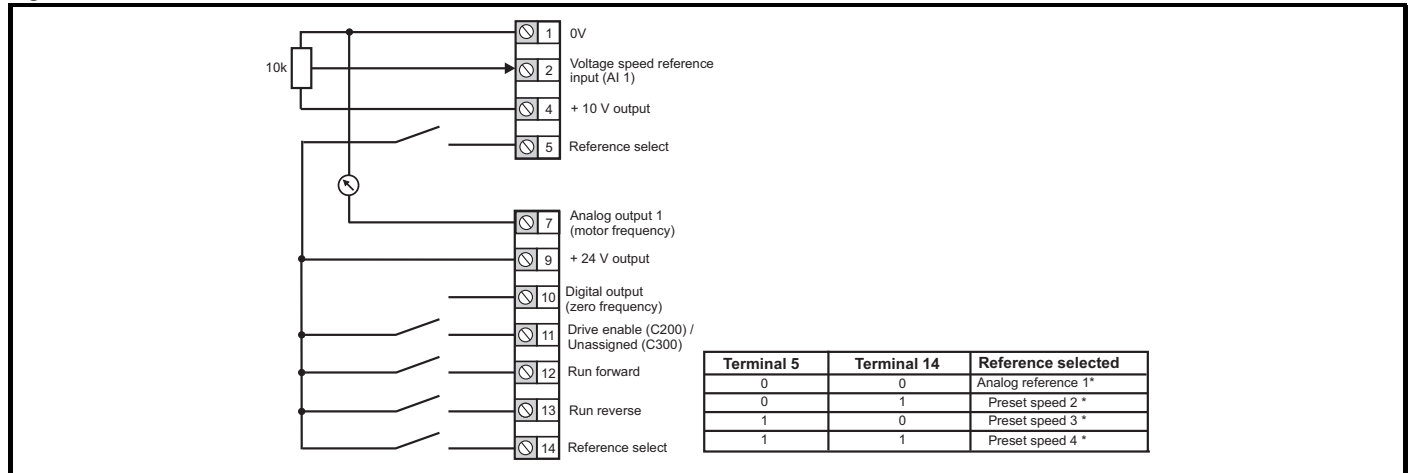 1 0V
10k
2 Voltage speed reference
input (AI 1)
4 + 10 V output
5 Reference select
7 Analog output 1
(motor frequency)
9 + 24 V output
10 Digital output
(zero frequency)
11 Drive enable (C200) /
Unassigned (C300)
12 Run forward
13 Run reverse
14 Reference select
Terminal 5 Terminal 14 Reference selected
0 0 Analog reference 1*
0 1 Preset speed 2 *
1 0 Preset speed 3 *
1 1 Preset speed 4 *